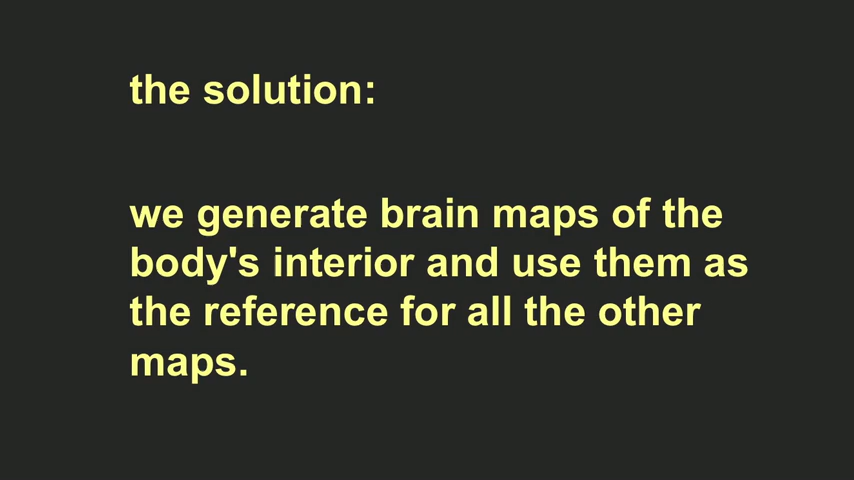 the solution:
we generate brain maps of the
body's interior and use them as
the reference for all the other
maps.